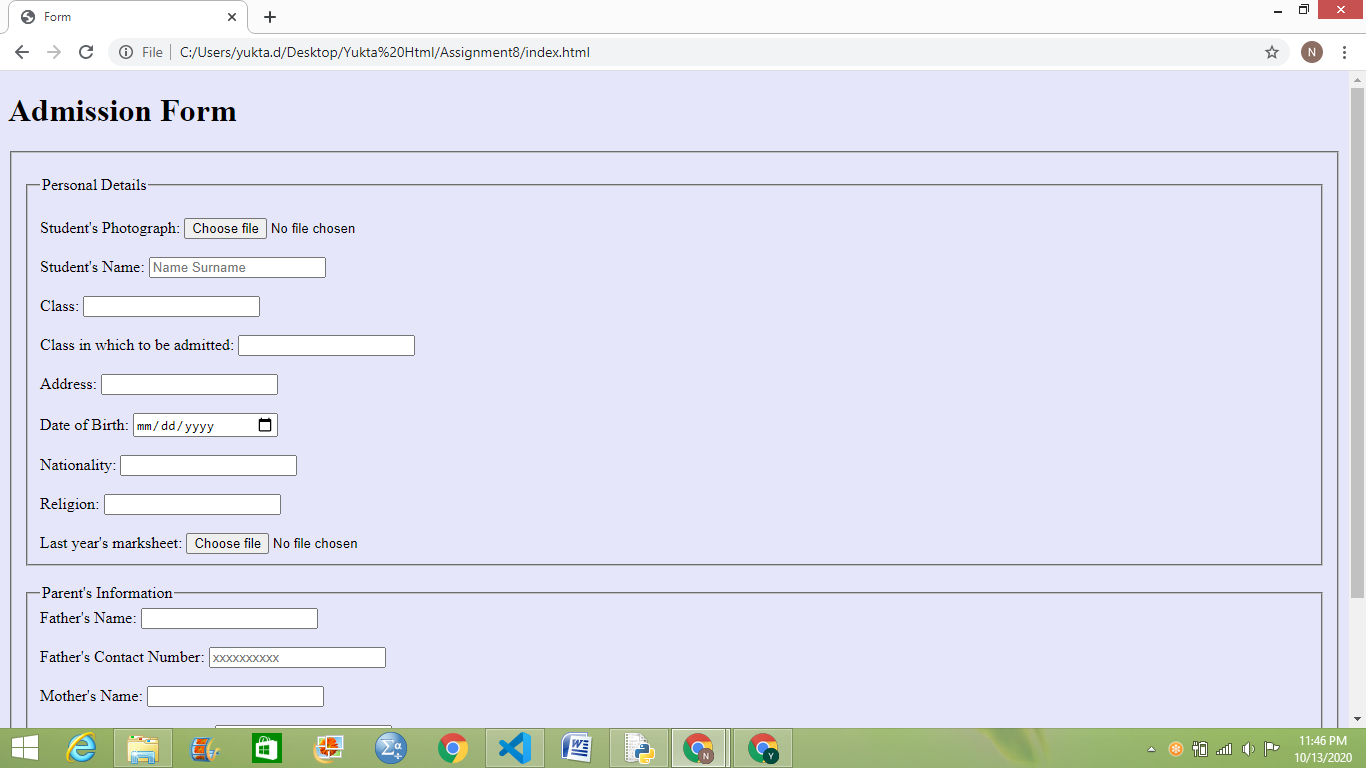 Form
File
C:/Users/yukta.d/Desktop/Yukta%20Html/Assignment8/index.html
N
Admission Form
Personal Details
Student's Photograph: Choose file No file chosen
Student's Name: Name Surname
Class:
Class in which to be admitted:
Address:
Date of Birth: mm/dd/yyyy
Nationality:
Religion:
Last year's marksheet: Choose file No file chosen
Parent's Information
Father's Name:
Father's Contact Number: xxxxxxxxxx
Mother's Name:
N
Y
11:46 PM
10/13/2020